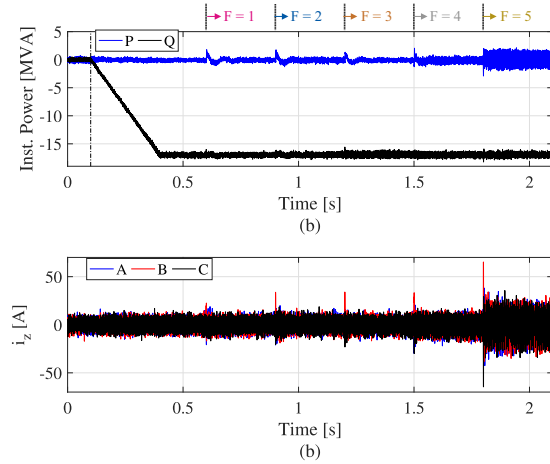 F = 1 F = 2 F = 3 F = 4 F = 5
P Q
Inst. Power [MVA]
5
0
-5
-10
-15
0 0.5 1 1.5 2
Time [s]
(b)
A B C
i_z [A]
50
0
-50
0 0.5 1 1.5 2
Time [s]
(b)